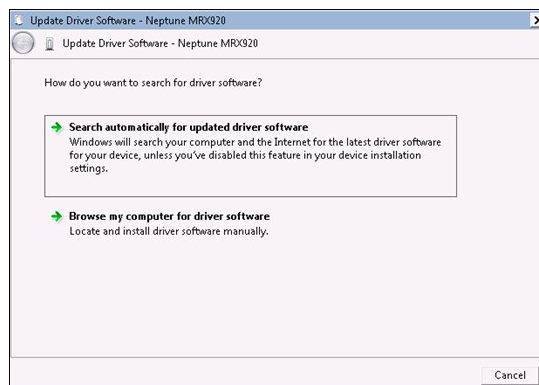 Update Driver Software - Neptune MRX920
Update Driver Software - Neptune MRX920
How do you want to search for driver software?
Search automatically for updated driver software
Windows will search your computer and the Internet for the latest driver software
for your device, unless you've disabled this feature in your device installation
settings.
Browse my computer for driver software
Locate and install driver software manually.
Cancel